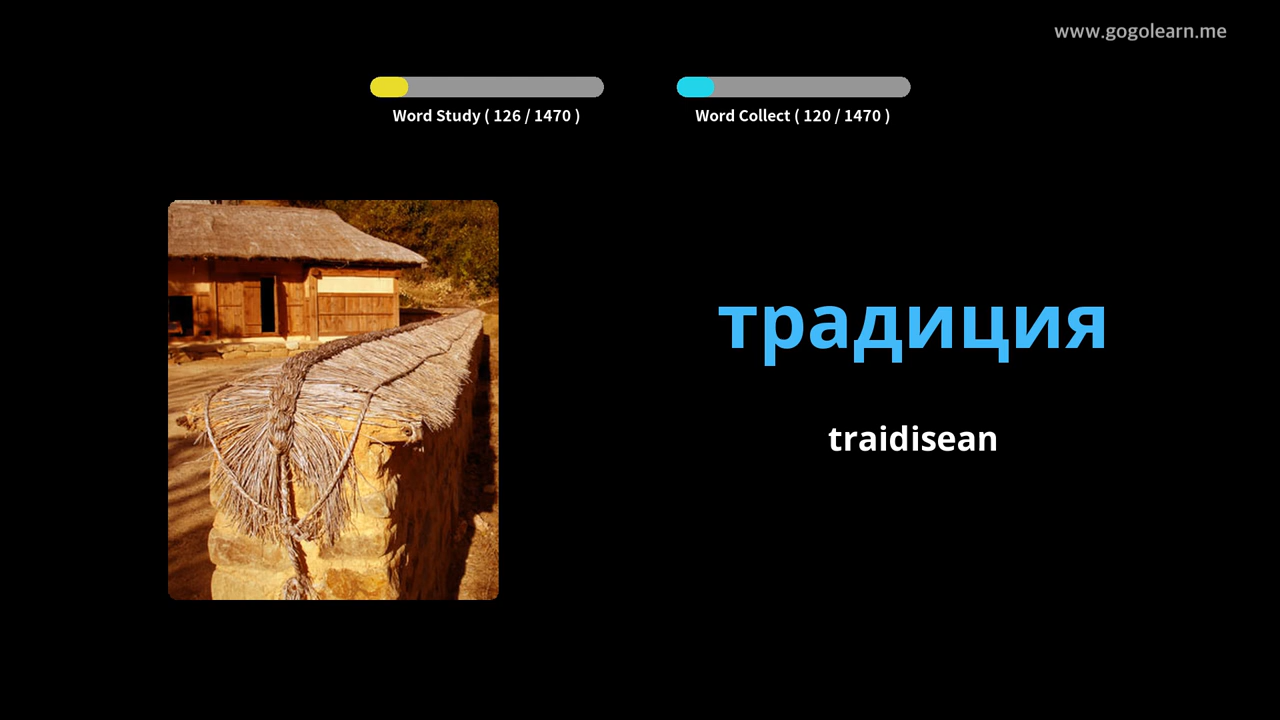 www.gogolearn.me
Word Study ( 126 / 1470 )
Word Collect ( 120 / 1470 )
традиция
traidisean